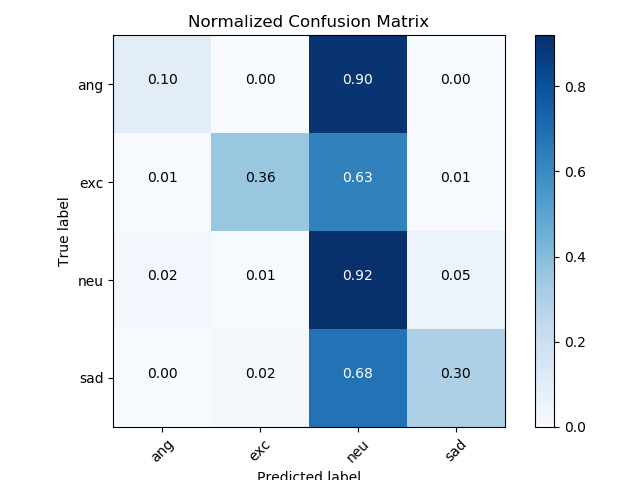 Normalized Confusion Matrix
True label
ang 0.10 0.00 0.90 0.00
exc 0.01 0.36 0.63 0.01
neu 0.02 0.01 0.92 0.05
sad 0.00 0.02 0.68 0.30
ang exc neu sad
Predicted label
0.8
0.6
0.4
0.2
0.0